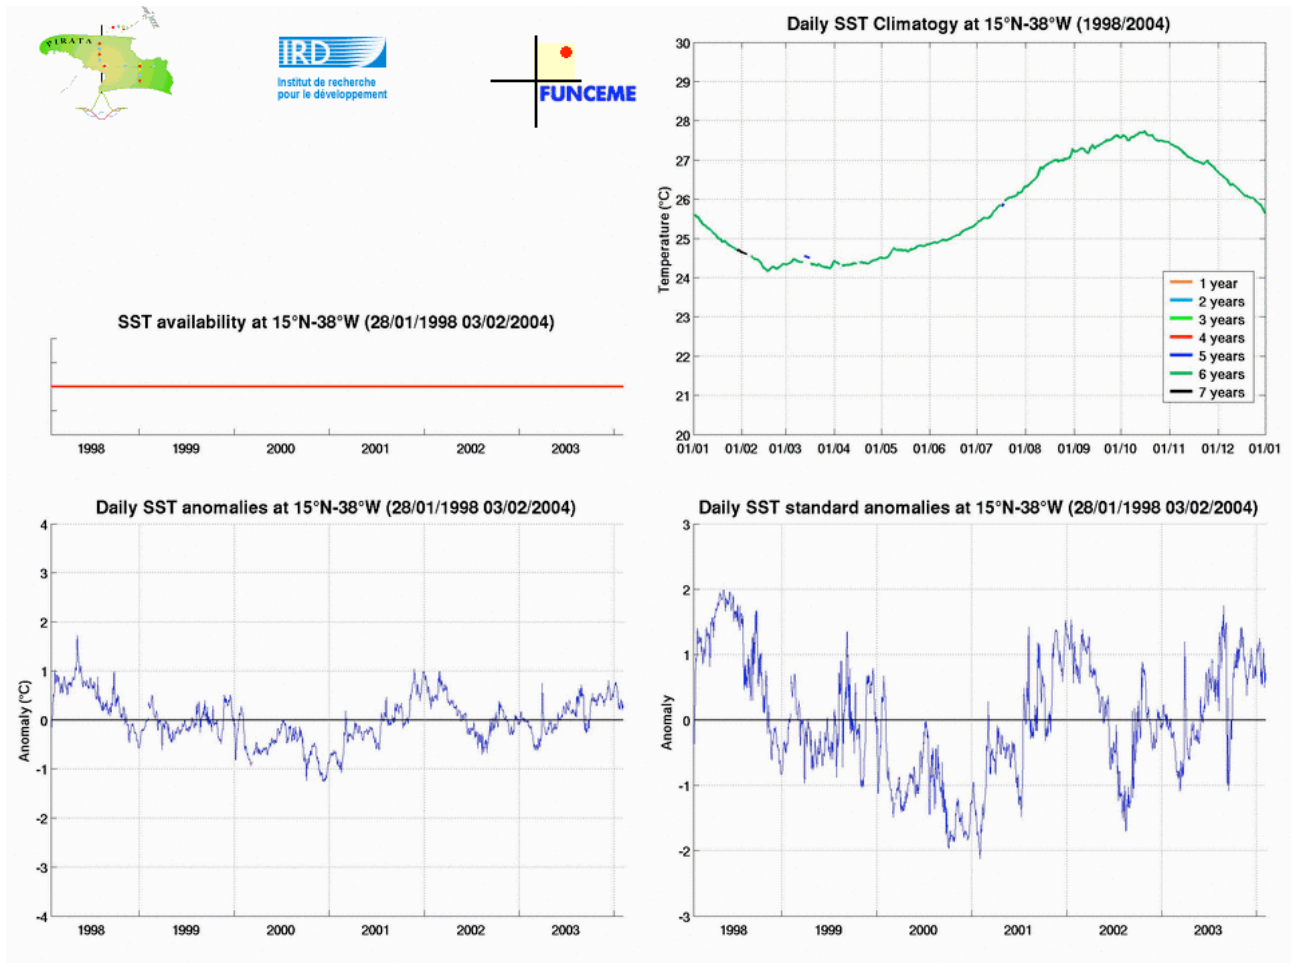 PIRATA
IRD
Institut de recherche
pour le développement
FUNCEME
Daily SST Climatogy at 15°N-38°W (1998/2004)
30
29
28
27
26
25
24
23
22
21
20
Temperature (°C)
1 year
2 years
3 years
4 years
5 years
6 years
7 years
01/01 01/02 01/03 01/04 01/05 01/06 01/07 01/08 01/09 01/10 01/11 01/12 01/01
SST availability at 15°N-38°W (28/01/1998 03/02/2004)
1998 1999 2000 2001 2002 2003
Daily SST anomalies at 15°N-38°W (28/01/1998 03/02/2004)
4
3
2
1
0
-1
-2
-3
-4
Anomaly (°C)
1998 1999 2000 2001 2002 2003
Daily SST standard anomalies at 15°N-38°W (28/01/1998 03/02/2004)
3
2
1
0
-1
-2
-3
Anomaly
1998 1999 2000 2001 2002 2003